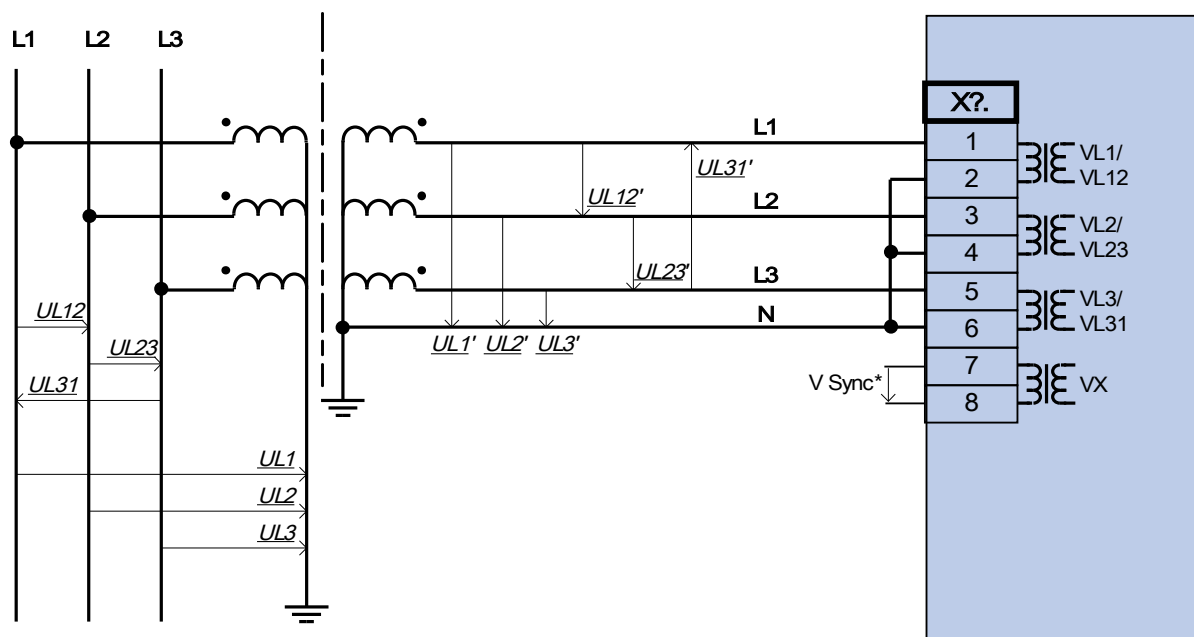 L1 L2 L3
X?.
L1
1
VL1/
VL12
2
UL31'
UL12'
L2
3
VL2/
VL23
4
UL23'
L3
5
VL3/
VL31
UL12
N
6
UL1' UL2' UL3'
UL23
7
V Sync*
VX
UL31
8
UL1
UL2
UL3